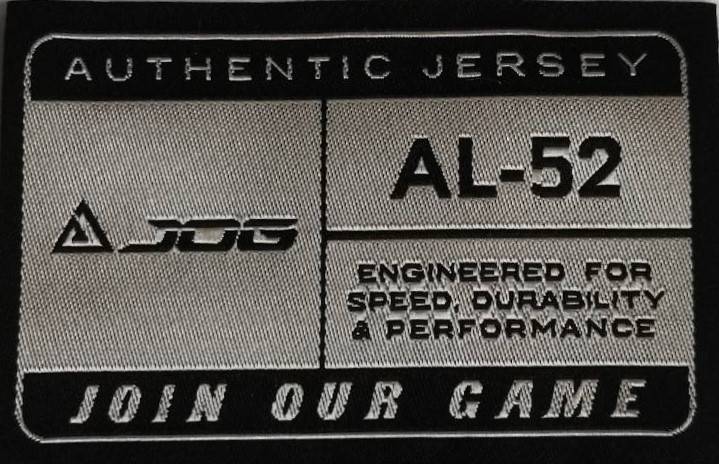 AUTHENTIC JERSEY
JOG
AL-52
ENGINEERED FOR
SPEED, DURABILITY
& PERFORMANCE
JOIN OUR GAME